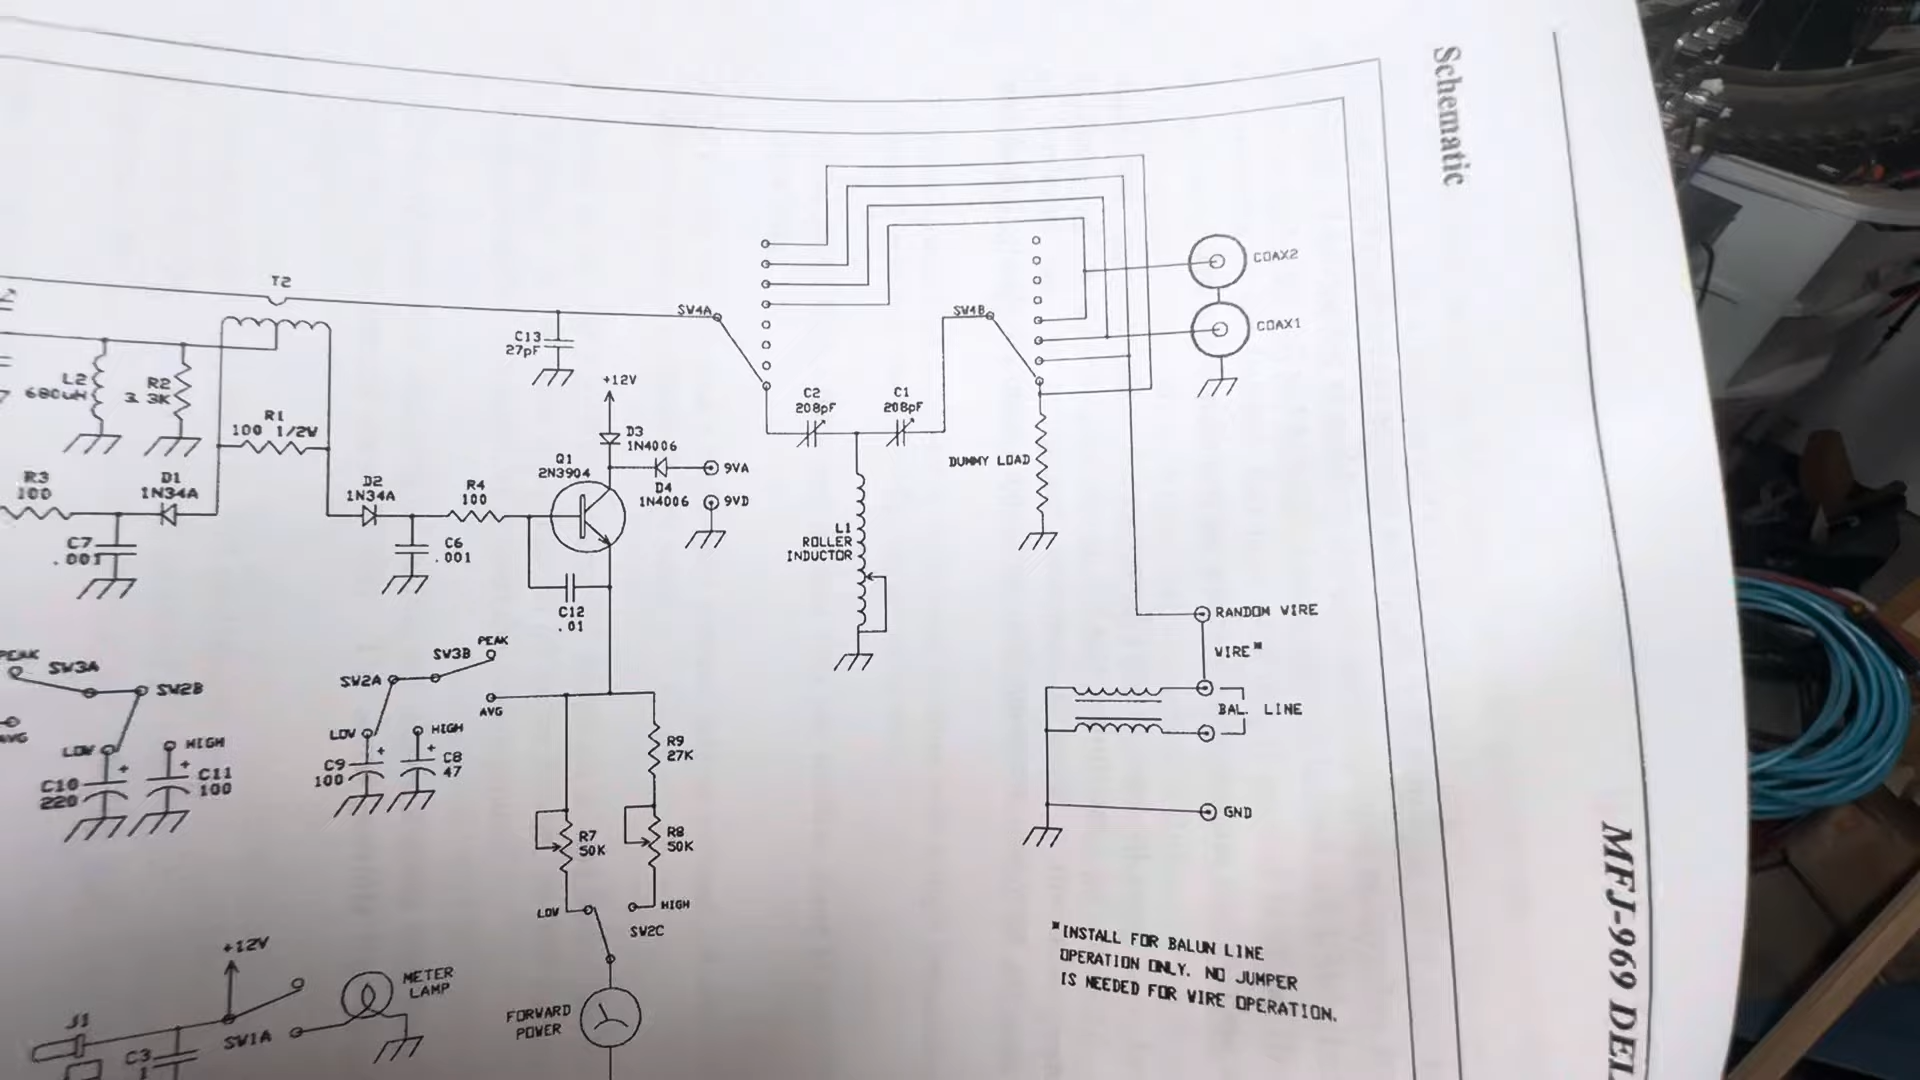 Schematic
MFJ-969 DEL
T2
C13
27pF
SW4A
SW4B
COAX2
COAX1
L2
680uH
R2
3.3K
R1
100 1/2W
+12V
D3
1N4006
C2
208pF
C1
208pF
DUMMY LOAD
Q1
2N3904
9VA
D4
1N4006
9VD
R3
100
D1
1N34A
D2
1N34A
R4
100
C7
.001
C6
.001
C12
.01
L1
ROLLER
INDUCTOR
RANDOM WIRE
WIRE*
BAL. LINE
GND
PEAK
SW3A
SW2B
AVG
LOW
HIGH
C10
220
C11
100
PEAK
SW3B
SW2A
AVG
LOW
HIGH
C9
100
C8
47
R9
27K
R7
50K
R8
50K
LOW
HIGH
SW2C
FORWARD
POWER
+12V
METER
LAMP
J1
SW1A
C3
*INSTALL FOR BALUN LINE
OPERATION ONLY. NO JUMPER
IS NEEDED FOR WIRE OPERATION.